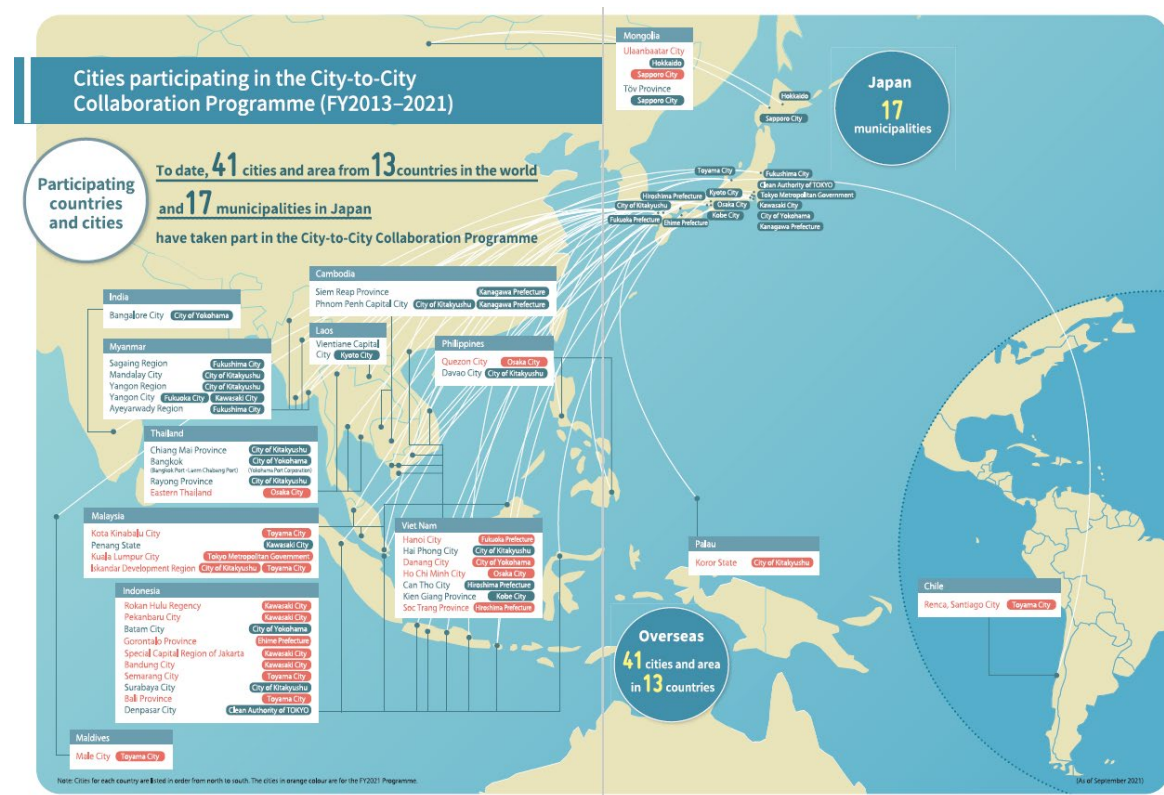 Cities participating in the City-to-City
Collaboration Programme (FY2013–2021)
Participating
countries
and cities
To date, 41 cities and area from 13 countries in the world
and 17 municipalities in Japan
have taken part in the City-to-City Collaboration Programme
Mongolia
Ulaanbaatar City
Hokkaido
Sapporo City
Töv Province
Sapporo City
Japan
17
municipalities
Hokkaido
Sapporo City
Toyama City
Fukushima City
Clean Authority of TOKYO
Tokyo Metropolitan Government
Hiroshima Prefecture
Kyoto City
City of Kitakyushu
Osaka City
Kawasaki City
Fukuoka Prefecture
Ehime Prefecture
Kobe City
City of Yokohama
Kanagawa Prefecture
Cambodia
Siem Reap Province Kanagawa Prefecture
Phnom Penh Capital City City of Kitakyushu Kanagawa Prefecture
India
Bangalore City City of Yokohama
Laos
Vientiane Capital
City Kyoto City
Philippines
Quezon City Osaka City
Davao City City of Kitakyushu
Myanmar
Sagaing Region Fukushima City
Mandalay City City of Kitakyushu
Yangon Region City of Kitakyushu
Yangon City Fukuoka City Kawasaki City
Ayeyarwady Region Fukushima City
Thailand
Chiang Mai Province City of Kitakyushu
Bangkok City of Yokohama
(Bangkok Port・Laem Chabang Port) (Yokohama Port Corporation)
Rayong Province City of Kitakyushu
Eastern Thailand Osaka City
Malaysia
Kota Kinabalu City Toyama City
Penang State Kawasaki City
Kuala Lumpur City Tokyo Metropolitan Government
Iskandar Development Region City of Kitakyushu Toyama City
Viet Nam
Hanoi City Fukuoka Prefecture
Hai Phong City City of Kitakyushu
Danang City City of Yokohama
Ho Chi Minh City Osaka City
Can Tho City Hiroshima Prefecture
Kien Giang Province Kobe City
Soc Trang Province Hiroshima Prefecture
Palau
Koror State City of Kitakyushu
Chile
Renca, Santiago City Toyama City
Indonesia
Rokan Hulu Regency Kawasaki City
Pekanbaru City Kawasaki City
Batam City City of Yokohama
Gorontalo Province Ehime Prefecture
Special Capital Region of Jakarta Kawasaki City
Bandung City Kawasaki City
Semarang City Toyama City
Surabaya City City of Kitakyushu
Bali Province Toyama City
Denpasar City Clean Authority of TOKYO
Overseas
41 cities and area
in 13 countries
Maldives
Male City Toyama City
Note: Cities for each country are listed in order from north to south. The cities in orange colour are for the FY2021 Programme.
(As of September 2021)